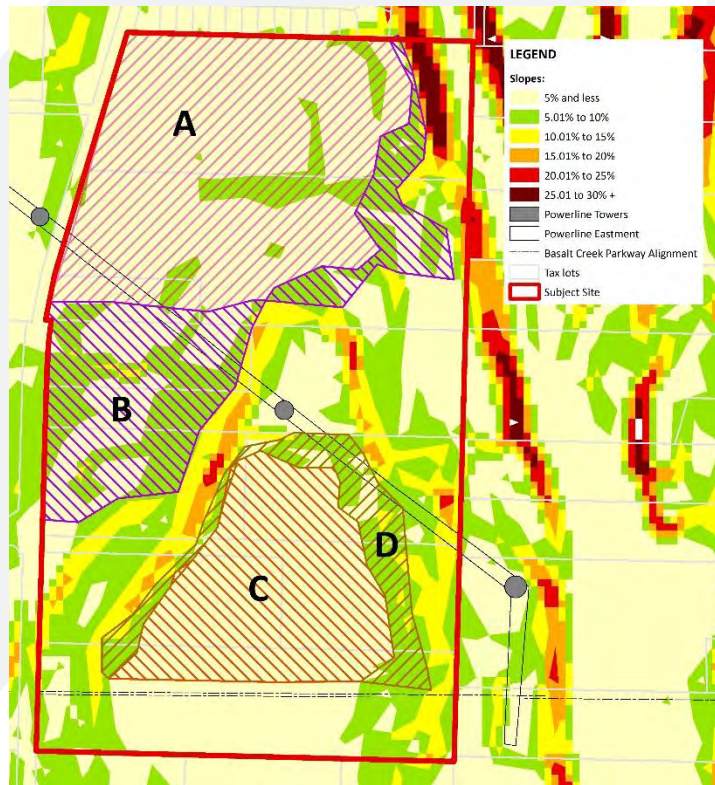 A
B
C
D
LEGEND
Slopes:
5% and less
5.01% to 10%
10.01% to 15%
15.01% to 20%
20.01% to 25%
25.01 to 30% +
Powerline Towers
Powerline Eastment
Basalt Creek Parkway Alignment
Tax lots
Subject Site